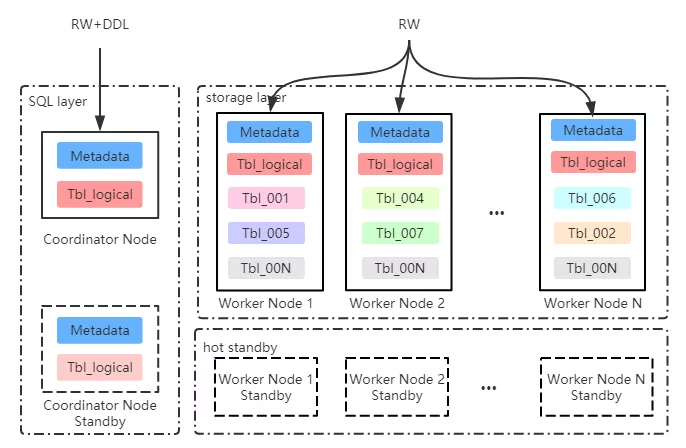 RW+DDL
RW
SQL layer
Metadata
Tbl_logical
Coordinator Node
Metadata
Tbl_logical
Coordinator Node
Standby
storage layer
Metadata
Tbl_logical
Tbl_001
Tbl_005
Tbl_00N
Worker Node 1
Metadata
Tbl_logical
Tbl_004
Tbl_007
Tbl_00N
Worker Node 2
...
Metadata
Tbl_logical
Tbl_006
Tbl_002
Tbl_00N
Worker Node N
hot standby
Worker Node 1
Standby
Worker Node 2
Standby
...
Worker Node N
Standby